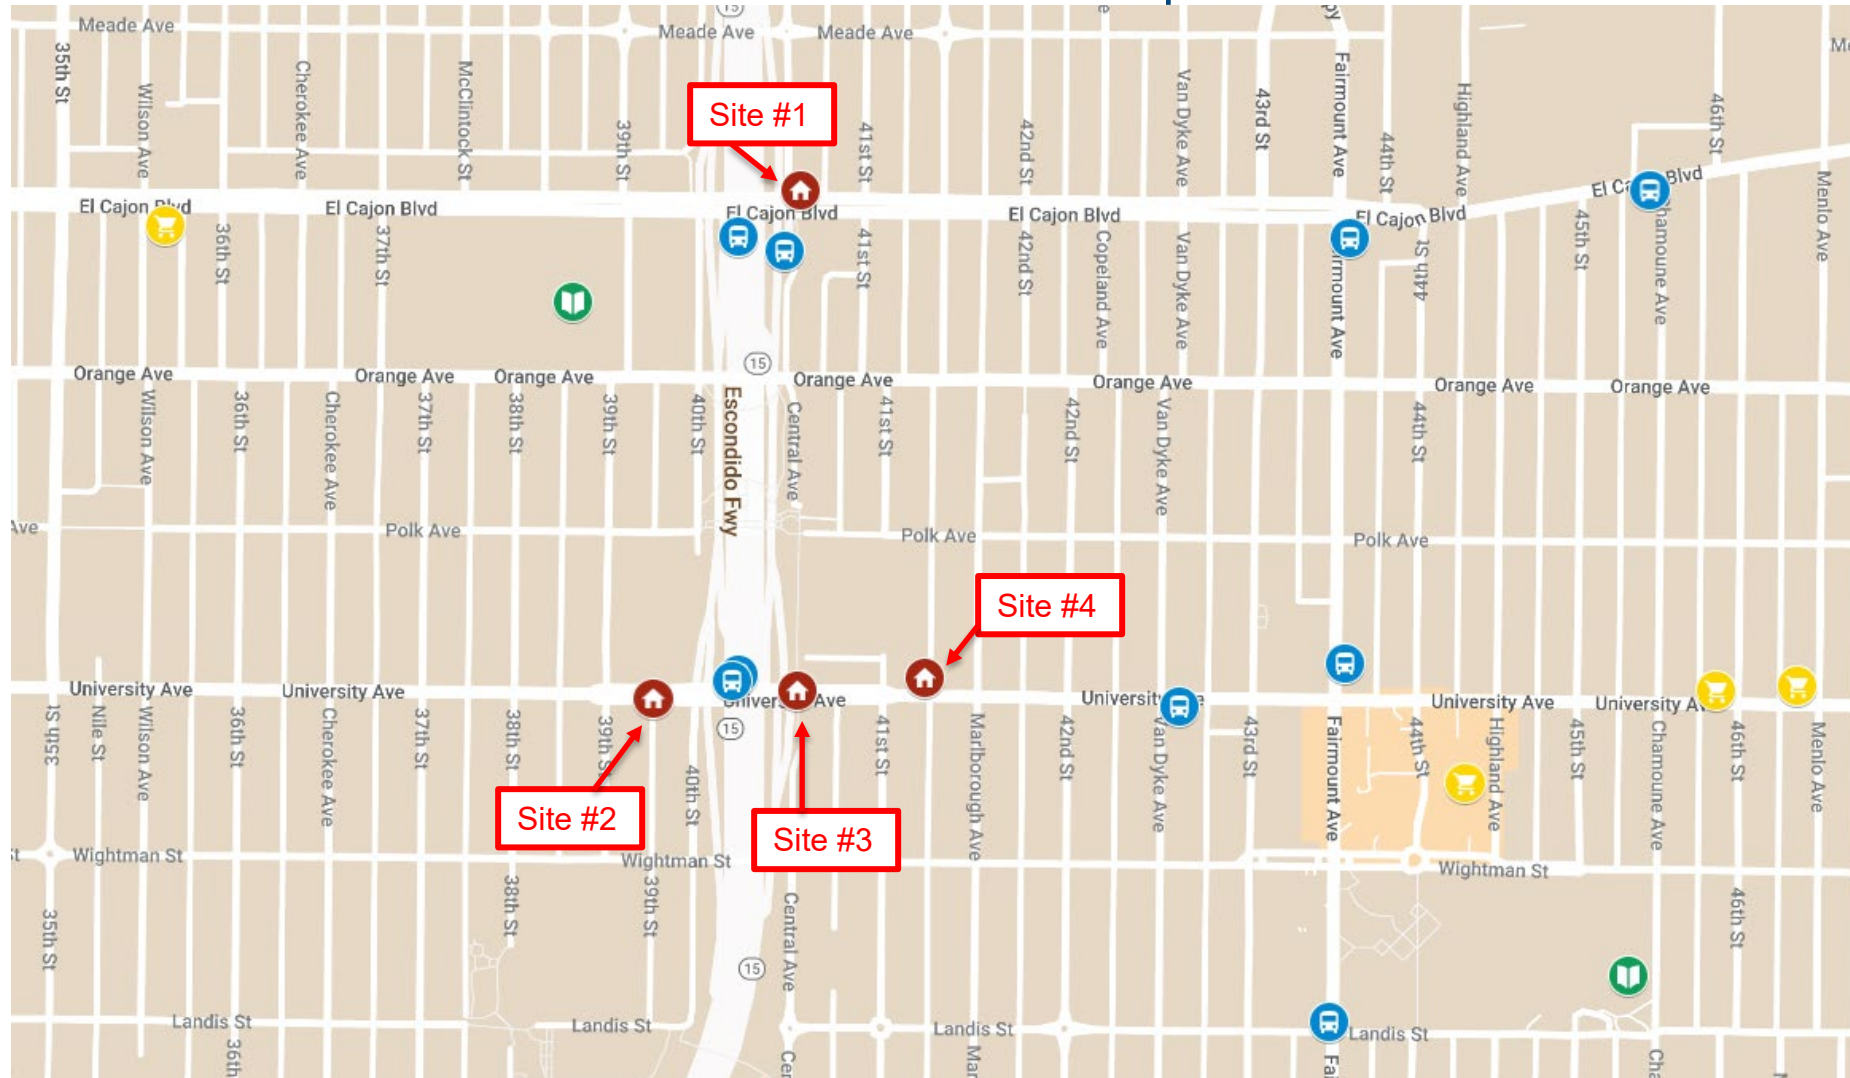 15
Meade Ave
Meade Ave
Meade Ave
35th St
Wilson Ave
Cherokee Ave
McClintock St
39th St
Site #1
41st St
42nd St
Van Dyke Ave
43rd St
Fairmount Ave
44th St
Highland Ave
46th St
Menlo Ave
El Cajon Blvd
El Cajon Blvd
El Cajon Blvd
El Cajon Blvd
El Cajon Blvd
36th St
37th St
41st St
42nd St
Copeland Ave
Van Dyke Ave
44th St
45th St
15
Orange Ave
Orange Ave
Orange Ave
Orange Ave
Orange Ave
Orange Ave
Orange Ave
Wilson Ave
36th St
Cherokee Ave
37th St
38th St
39th St
40th St
Escondido Fwy
Central Ave
41st St
42nd St
Van Dyke Ave
44th St
Ave
Polk Ave
Polk Ave
Polk Ave
Site #4
University Ave
University Ave
University Ave
University Ave
15
35th St
Nile St
Wilson Ave
36th St
Cherokee Ave
37th St
38th St
39th St
40th St
41st St
Marlborough Ave
42nd St
Van Dyke Ave
43rd St
Fairmount Ave
44th St
Highland Ave
45th St
Chamoune Ave
46th St
Menlo Ave
Site #2
Site #3
Wightman St
Wightman St
Wightman St
35th St
38th St
39th St
Central Ave
46th St
15
Landis St
Landis St
Landis St
Landis St
36th
Cen
Mar
Fai
Cha